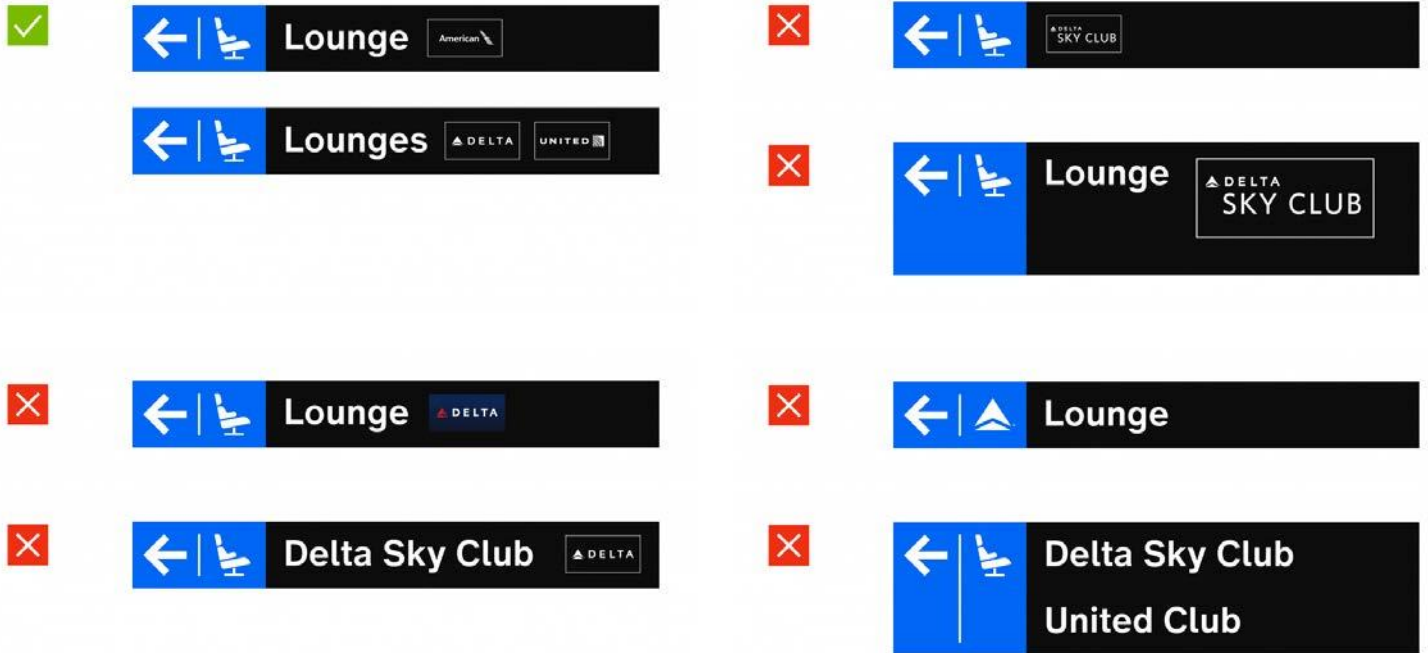 Lounge American
Lounges DELTA UNITED
DELTA
SKY CLUB
Lounge DELTA
SKY CLUB
Lounge DELTA
Lounge
Delta Sky Club DELTA
Delta Sky Club
United Club